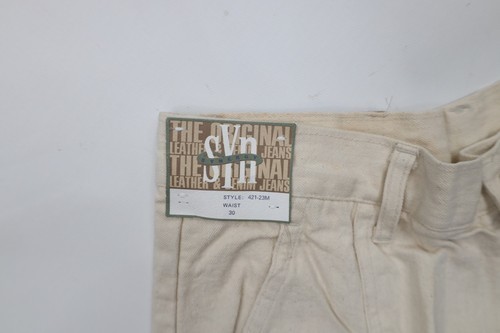 THE ORIGINAL
LEATHER & DENIM JEANS
SYN
THE ORIGINAL
LEATHER & DENIM JEANS
STYLE: 421-23M
WAIST
30